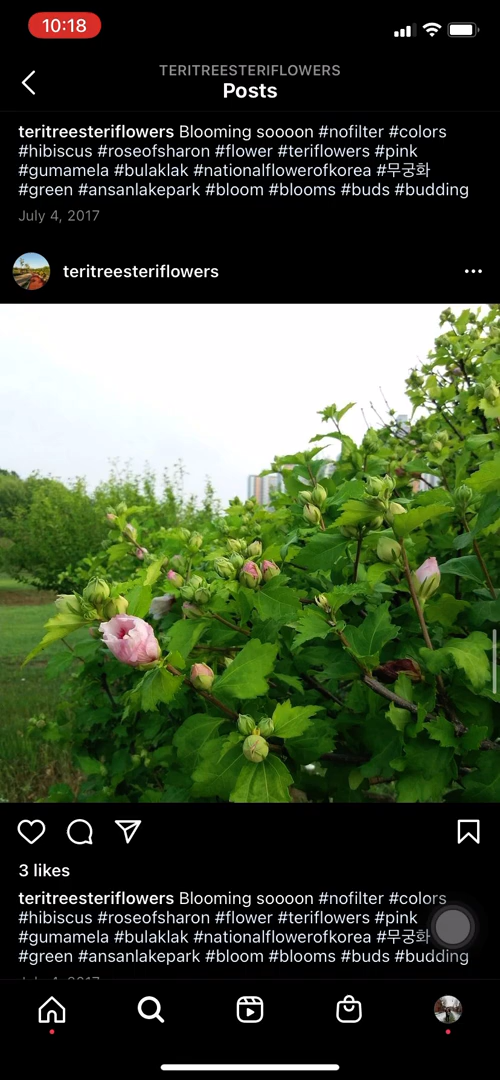 10:18
TERITREESTERIFLOWERS
Posts
teritreesteriflowers Blooming soooon #nofilter #colors
#hibiscus #roseofsharon #flower #teriflowers #pink
#gumamela #bulaklak #nationalflowerofkorea #무궁화
#green #ansanlakepark #bloom #blooms #buds #budding
July 4, 2017
teritreesteriflowers
3 likes
teritreesteriflowers Blooming soooon #nofilter #colors
#hibiscus #roseofsharon #flower #teriflowers #pink
#gumamela #bulaklak #nationalflowerofkorea #무궁화
#green #ansanlakepark #bloom #blooms #buds #budding